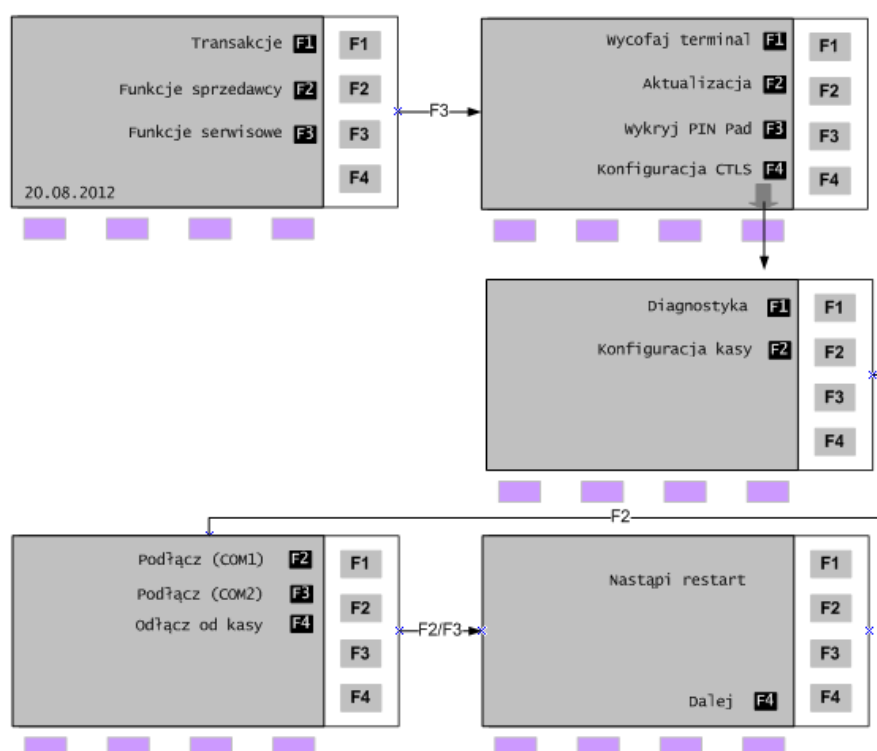 Transakcje F1
Funkcje sprzedawcy F2
Funkcje serwisowe F3
20.08.2012
F1
F2
F3
F4
F3
Wycofaj terminal F1
Aktualizacja F2
Wykryj PIN Pad F3
Konfiguracja CTLS F4
F1
F2
F3
F4
Diagnostyka F1
Konfiguracja kasy F2
F1
F2
F3
F4
F2
Podłącz (COM1) F2
Podłącz (COM2) F3
Odłącz od kasy F4
F1
F2
F3
F4
F2/F3
Nastąpi restart
Dalej F4
F1
F2
F3
F4